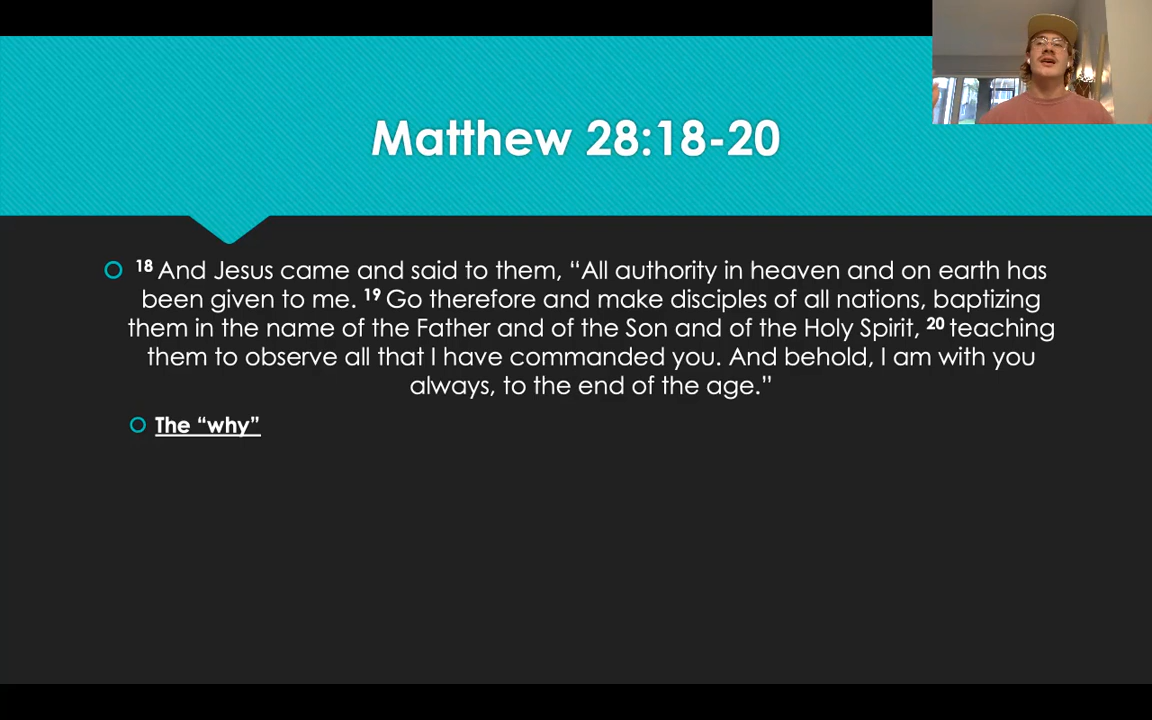 Matthew 28:18-20
18 And Jesus came and said to them, “All authority in heaven and on earth has
been given to me. 19 Go therefore and make disciples of all nations, baptizing
them in the name of the Father and of the Son and of the Holy Spirit, 20 teaching
them to observe all that I have commanded you. And behold, I am with you
always, to the end of the age.”
The “why”